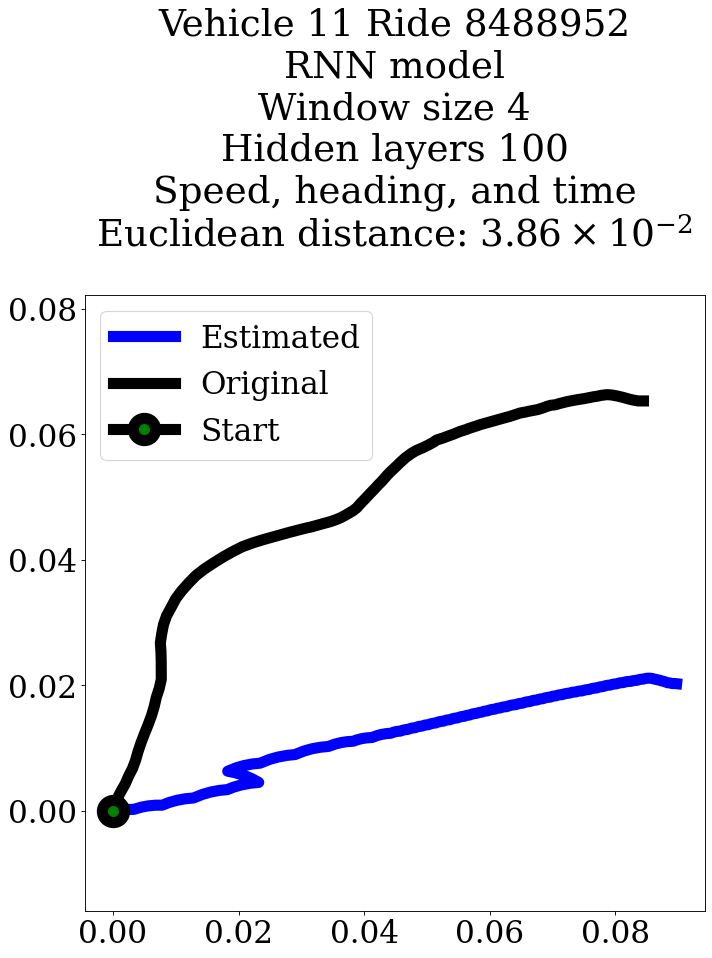 Vehicle 11 Ride 8488952
RNN model
Window size 4
Hidden layers 100
Speed, heading, and time
Euclidean distance: 3.86 × 10⁻²
0.08
Estimated
Original
Start
0.06
0.04
0.02
0.00
0.00 0.02 0.04 0.06 0.08